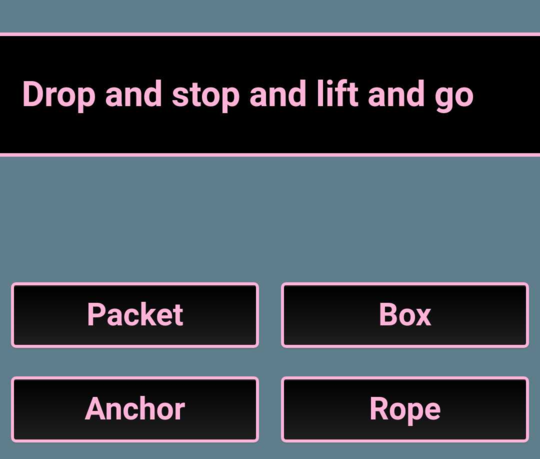 Drop and stop and lift and go
Packet
Box
Anchor
Rope